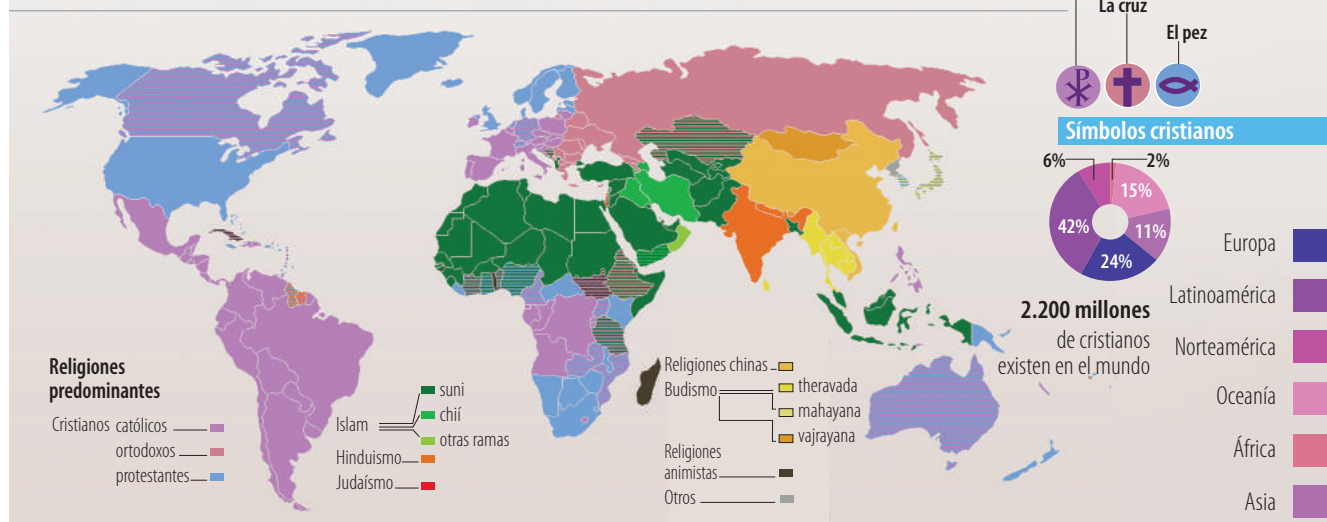 La cruz
El pez
Símbolos cristianos
6%
2%
15%
42%
11%
24%
2.200 millones
de cristianos
existen en el mundo
Europa
Latinoamérica
Norteamérica
Oceanía
África
Asia
Religiones
predominantes
Cristianos católicos
ortodoxos
protestantes
Islam
suni
chií
otras ramas
Hinduismo
Judaísmo
Religiones chinas
Budismo
theravada
mahayana
vajrayana
Religiones
animistas
Otros